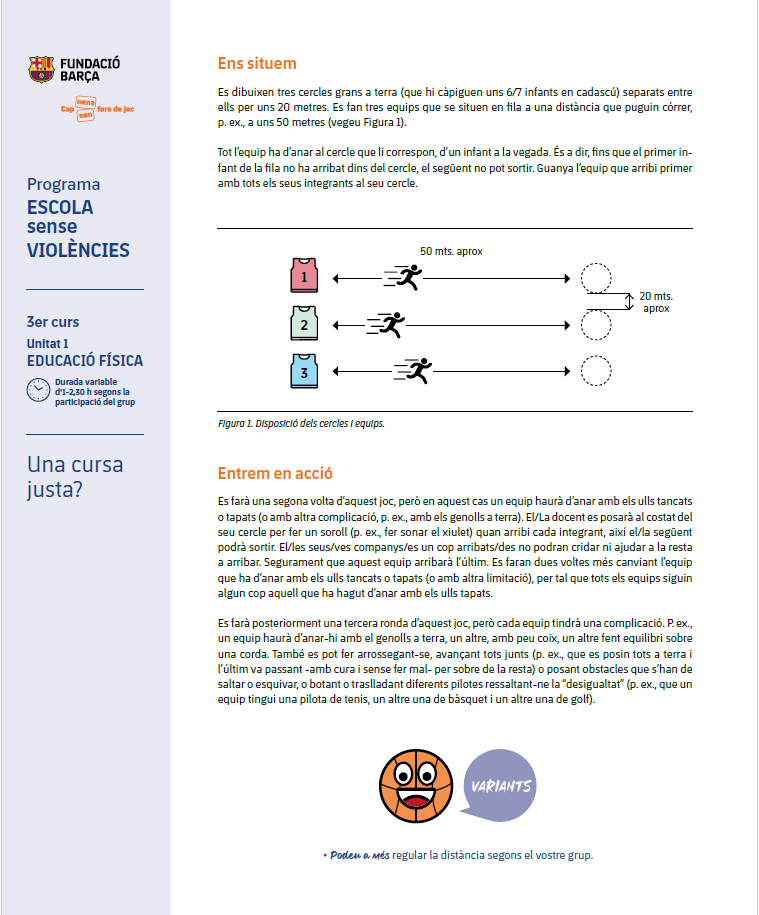 FUNDACIÓ
BARÇA
Cap nena nen fora de joc
Programa
ESCOLA
sense
VIOLÈNCIES
3er curs
Unitat 1
EDUCACIÓ FÍSICA
Durada variable
d'1-2,30 h segons la
participació del grup
Una cursa
justa?
Ens situem
Es dibuixen tres cercles grans a terra (que hi càpiguen uns 6/7 infants en cadascú) separats entre
ells per uns 20 metres. Es fan tres equips que se situen en fila a una distància que puguin córrer,
p. ex., a uns 50 metres (vegeu Figura 1).
Tot l'equip ha d'anar al cercle que li correspon, d'un infant a la vegada. És a dir, fins que el primer in-
fant de la fila no ha arribat dins del cercle, el següent no pot sortir. Guanya l'equip que arribi primer
amb tots els seus integrants al seu cercle.
50 mts. aprox
1
20 mts.
aprox
2
3
Figura 1. Disposició dels cercles i equips.
Entrem en acció
Es farà una segona volta d'aquest joc, però en aquest cas un equip haurà d'anar amb els ulls tancats
o tapats (o amb altra complicació, p. ex., amb els genolls a terra). El/La docent es posarà al costat del
seu cercle per fer un soroll (p. ex., fer sonar el xiulet) quan arribi cada integrant, així el/la següent
podrà sortir. El/les seus/ves companys/es un cop arribats/des no podran cridar ni ajudar a la resta
a arribar. Segurament que aquest equip arribarà l'últim. Es faran dues voltes més canviant l'equip
que ha d'anar amb els ulls tancats o tapats (o amb altra limitació), per tal que tots els equips siguin
algun cop aquell que ha hagut d'anar amb els ulls tapats.
Es farà posteriorment una tercera ronda d'aquest joc, però cada equip tindrà una complicació. P. ex.,
un equip haurà d'anar-hi amb el genolls a terra, un altre, amb peu coix, un altre fent equilibri sobre
una corda. També es pot fer arrossegant-se, avançant tots junts (p. ex., que es posin tots a terra i
l'últim va passant -amb cura i sense fer mal- per sobre de la resta) o posant obstacles que s'han de
saltar o esquivar, o botant o traslladant diferents pilotes ressaltant-ne la "desigualtat" (p. ex., que un
equip tingui una pilota de tenis, un altre una de bàsquet i un altre una de golf).
VARIANTS
• Podeu a més regular la distància segons el vostre grup.